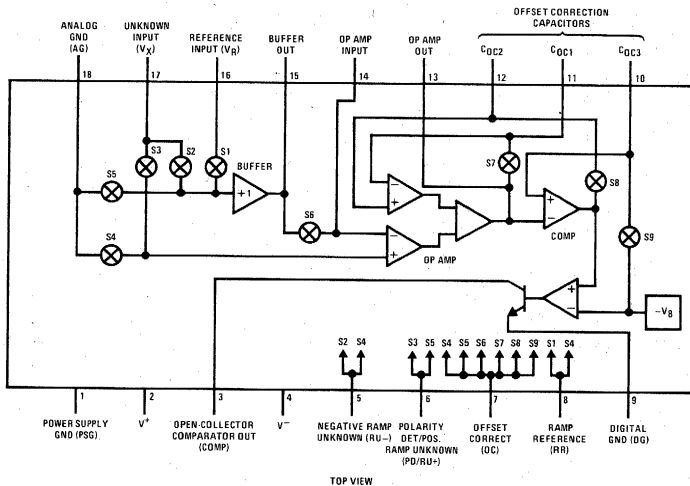 OFFSET CORRECTION
CAPACITORS
ANALOG
GND
(AG)
UNKNOWN
INPUT (VX)
REFERENCE
INPUT (VR)
BUFFER
OUT
OP AMP
INPUT
OP AMP
OUT
COC2
COC1
COC3
18
17
16
15
14
13
12
11
10
S3
S2
S1
BUFFER
S5
+1
S4
S6
S7
S8
S9
OP AMP
COMP
−
+
−
+
+
−
+
−
−VB
S2 S4
S3 S5
S4 S5 S6 S7 S8 S9
S1 S4
1
2
3
4
5
6
7
8
9
POWER SUPPLY
GND (PSG)
V+
OPEN-COLLECTOR
COMPARATOR OUT
(COMP)
V−
NEGATIVE RAMP
UNKNOWN (RU−)
POLARITY
DET/POS.
RAMP UNKNOWN
(PD/RU+)
OFFSET
CORRECT
(OC)
RAMP
REFERENCE
(RR)
DIGITAL
GND (DG)
TOP VIEW